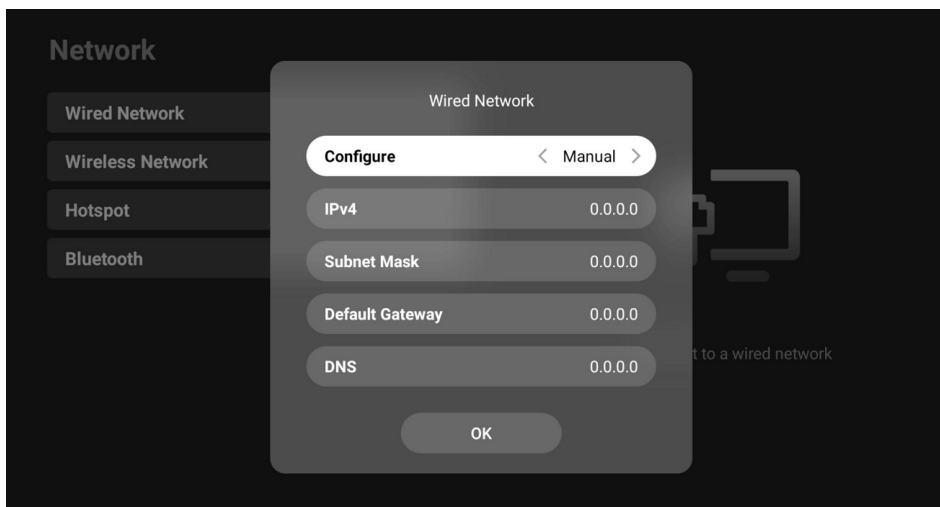 Network
Wired Network
Wireless Network
Hotspot
Bluetooth
Wired Network
Configure < Manual >
IPv4 0.0.0.0
Subnet Mask 0.0.0.0
Default Gateway 0.0.0.0
DNS 0.0.0.0
OK
t to a wired network